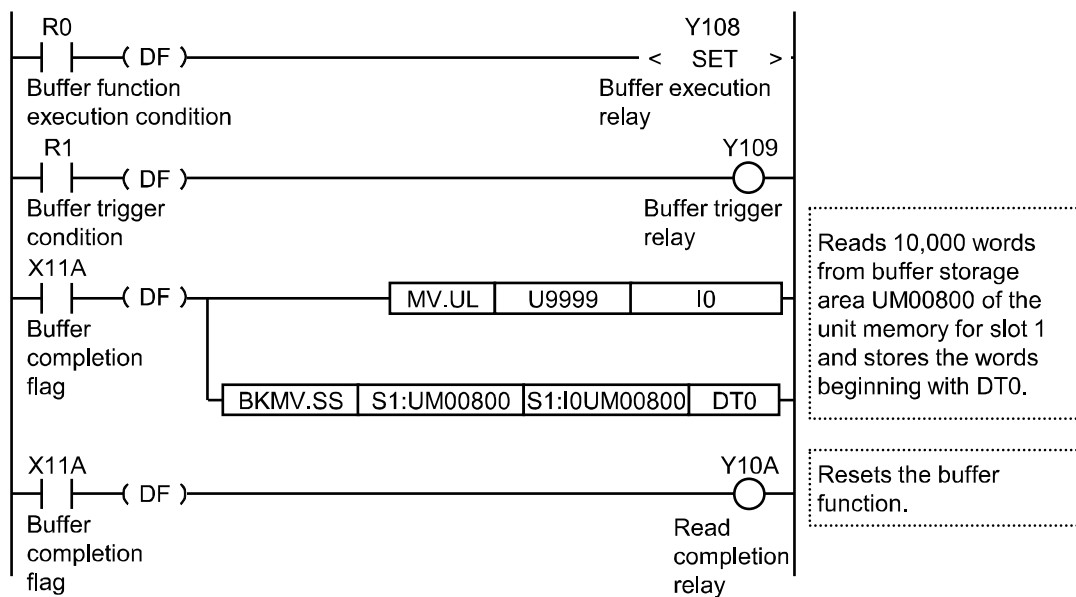 R0
Y108
( DF )
< SET >
Buffer function
execution condition
Buffer execution
relay
R1
Y109
( DF )
Buffer trigger
condition
Buffer trigger
relay
X11A
( DF )
MV.UL U9999 I0
Buffer
completion
flag
BKMV.SS S1:UM00800 S1:I0UM00800 DT0
Reads 10,000 words
from buffer storage
area UM00800 of the
unit memory for slot 1
and stores the words
beginning with DT0.
X11A
Y10A
( DF )
Buffer
completion
flag
Read
completion
relay
Resets the buffer
function.